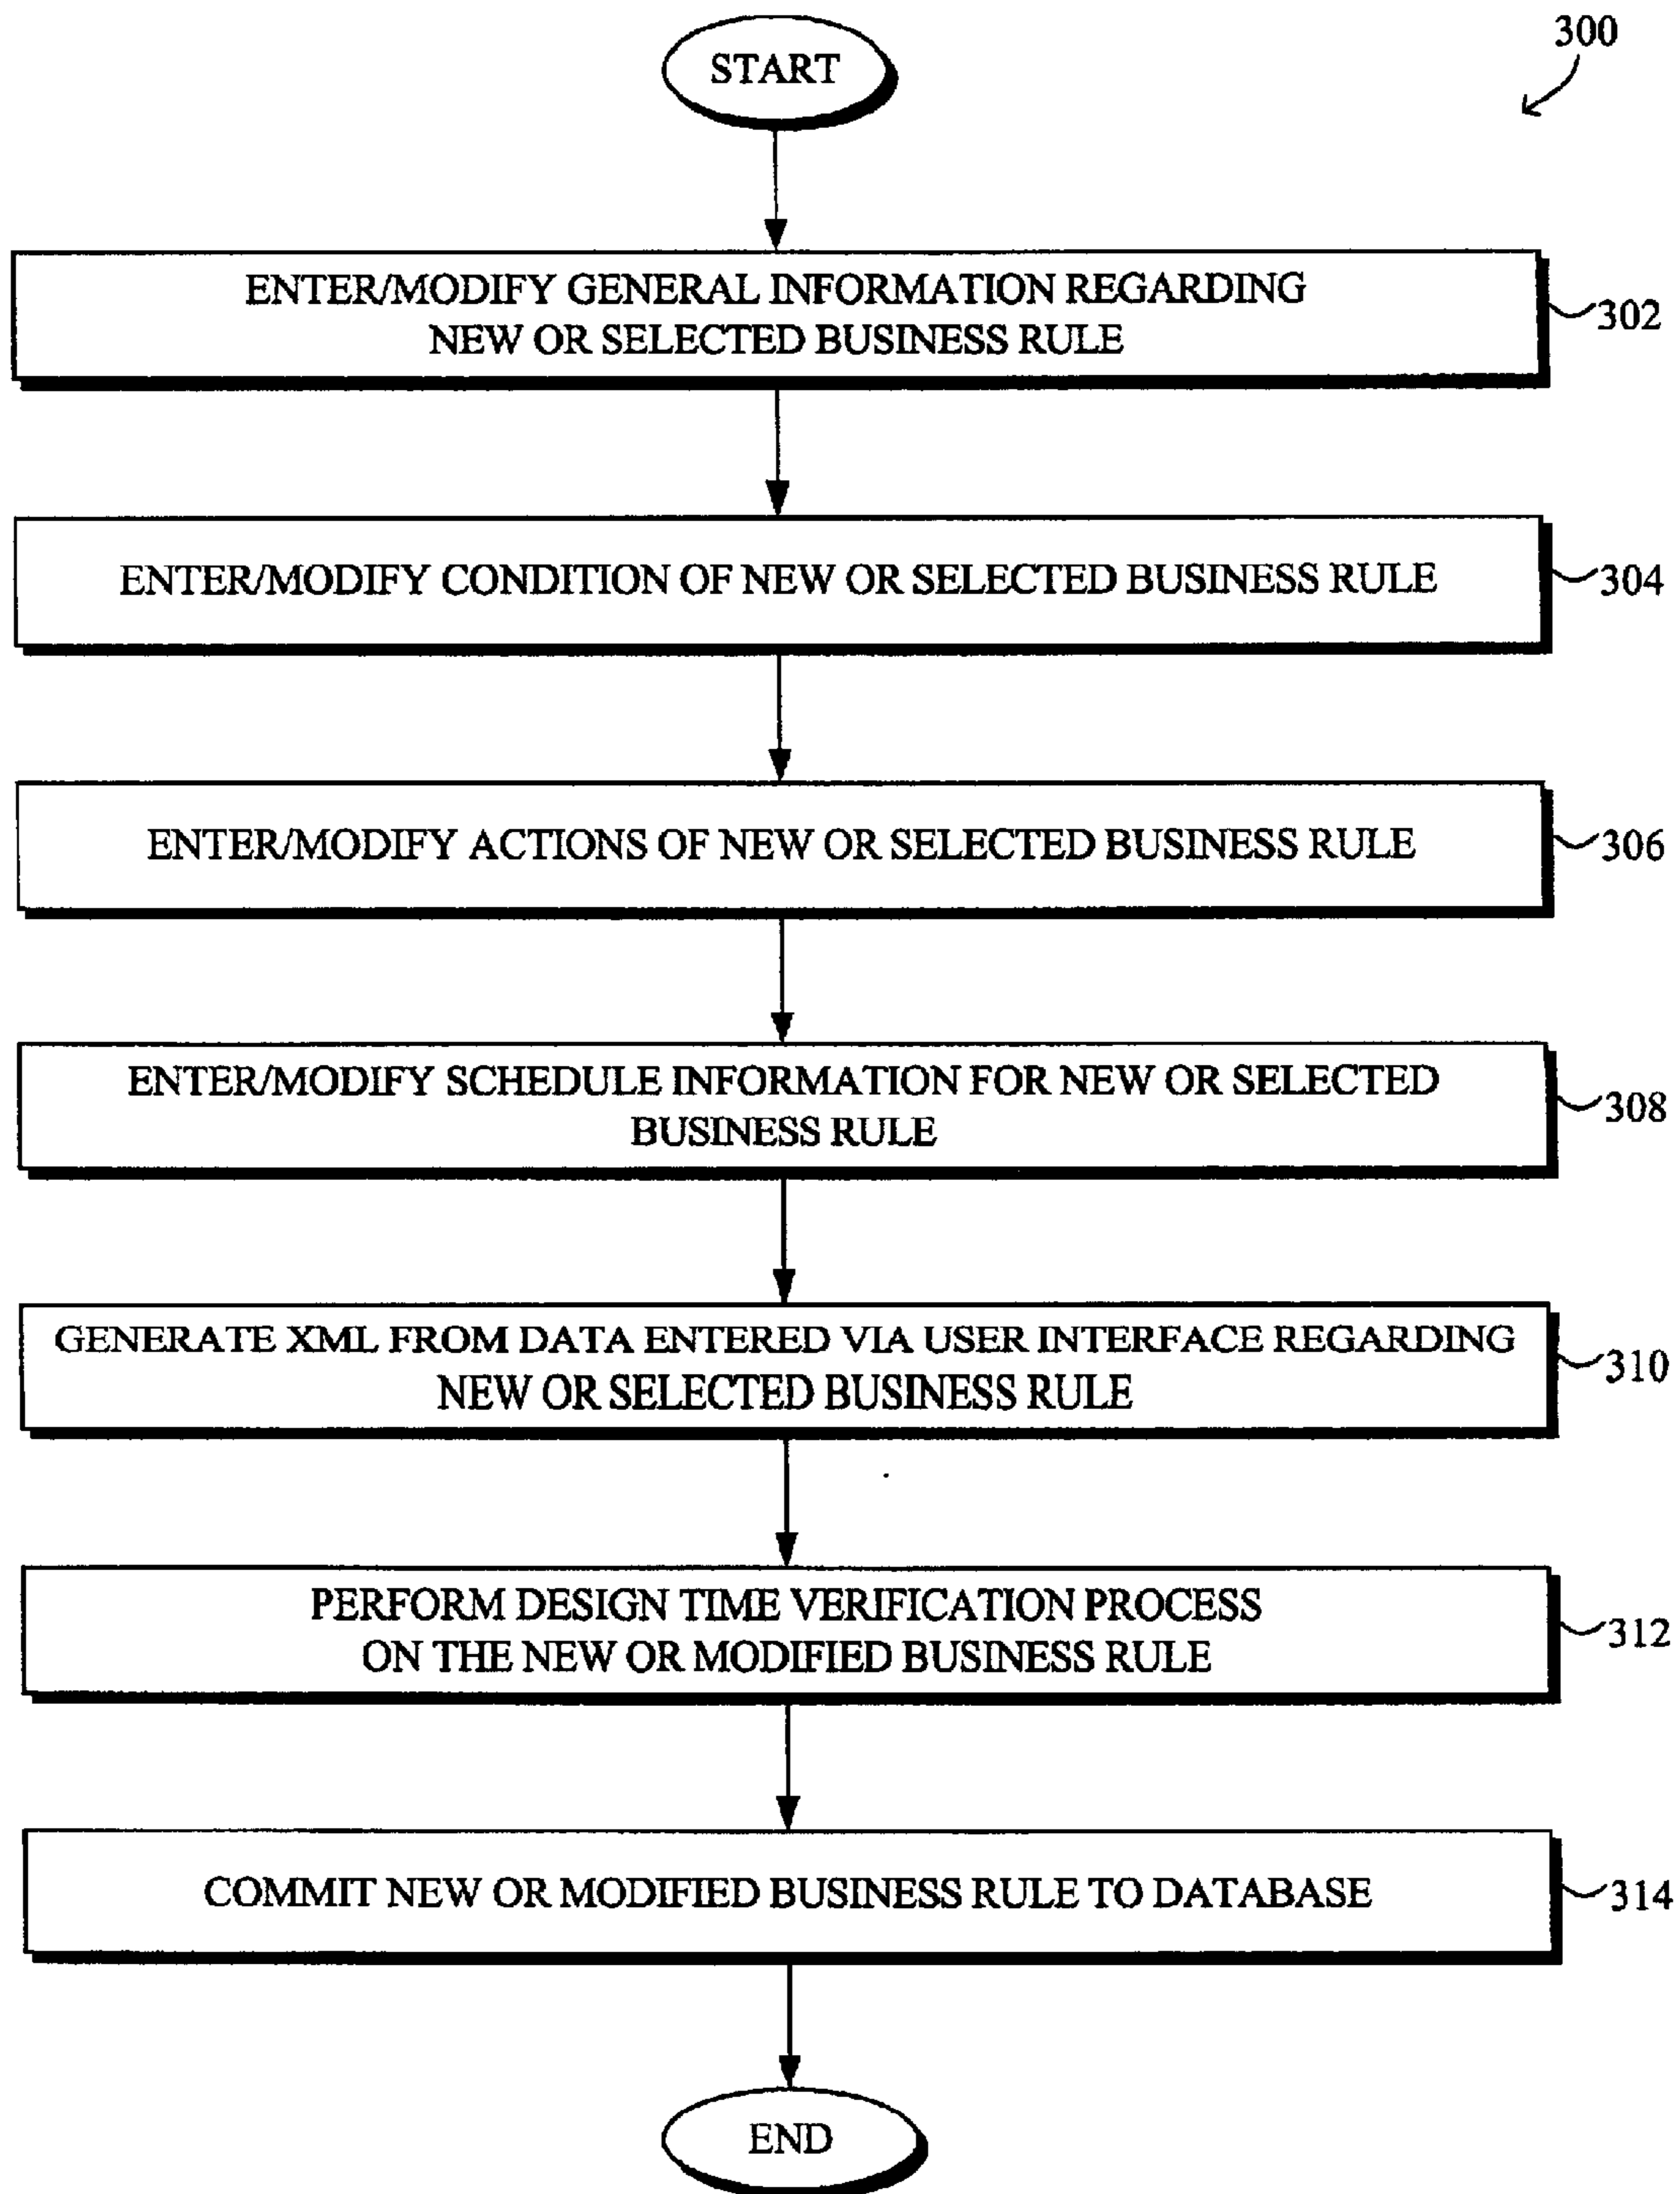 START
300
ENTER/MODIFY GENERAL INFORMATION REGARDING
NEW OR SELECTED BUSINESS RULE
302
ENTER/MODIFY CONDITION OF NEW OR SELECTED BUSINESS RULE
304
ENTER/MODIFY ACTIONS OF NEW OR SELECTED BUSINESS RULE
306
ENTER/MODIFY SCHEDULE INFORMATION FOR NEW OR SELECTED
BUSINESS RULE
308
GENERATE XML FROM DATA ENTERED VIA USER INTERFACE REGARDING
NEW OR SELECTED BUSINESS RULE
310
PERFORM DESIGN TIME VERIFICATION PROCESS
ON THE NEW OR MODIFIED BUSINESS RULE
312
COMMIT NEW OR MODIFIED BUSINESS RULE TO DATABASE
314
END